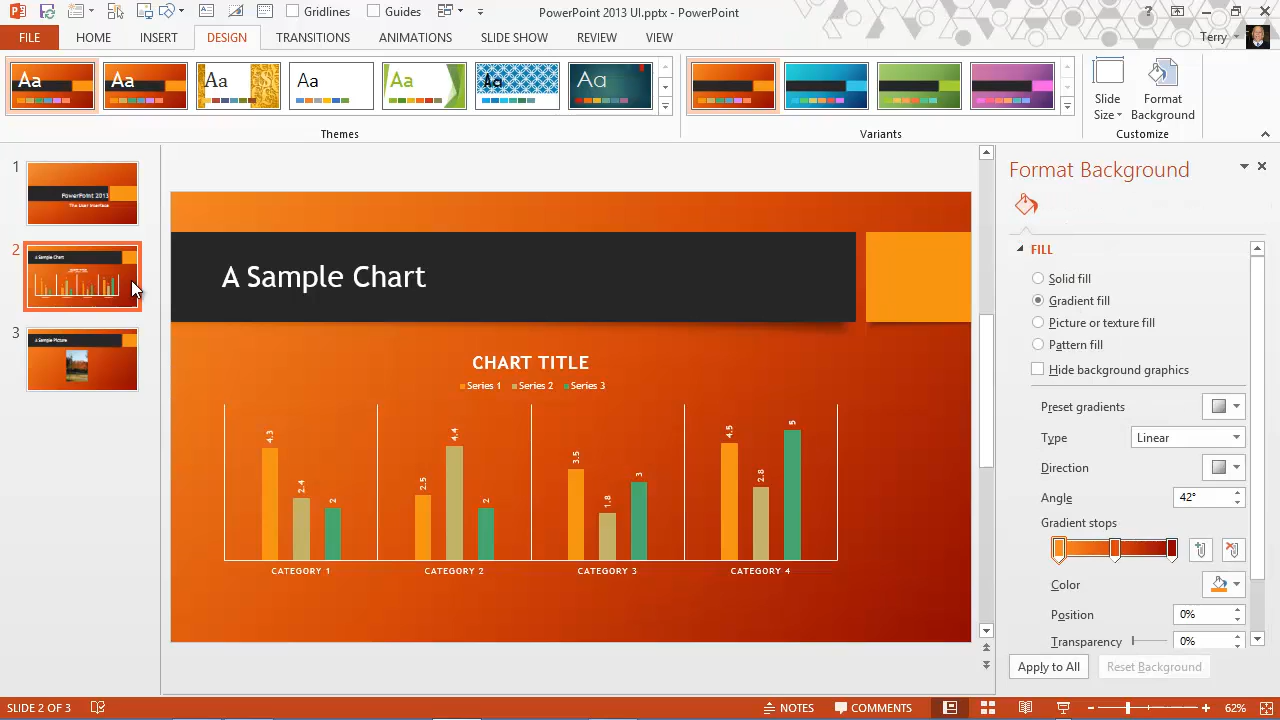 Gridlines Guides PowerPoint 2013 UI.pptx - PowerPoint ?
FILE HOME INSERT DESIGN TRANSITIONS ANIMATIONS SLIDE SHOW REVIEW VIEW Terry
Aa Aa Aa Aa Aa Aa Aa
Slide Size
Format Background
Themes Variants Customize
1
PowerPoint 2013
The User Interface
2
A Sample Chart
3
A Sample Picture
A Sample Chart
CHART TITLE
Series 1 Series 2 Series 3
4.3 2.4 2 2.5 4.4 2 3.5 1.8 3 4.5 2.8 5
CATEGORY 1 CATEGORY 2 CATEGORY 3 CATEGORY 4
Format Background
FILL
Solid fill
Gradient fill
Picture or texture fill
Pattern fill
Hide background graphics
Preset gradients
Type Linear
Direction
Angle 42°
Gradient stops
Color
Position 0%
Transparency 0%
Apply to All Reset Background
SLIDE 2 OF 3 NOTES COMMENTS 62%